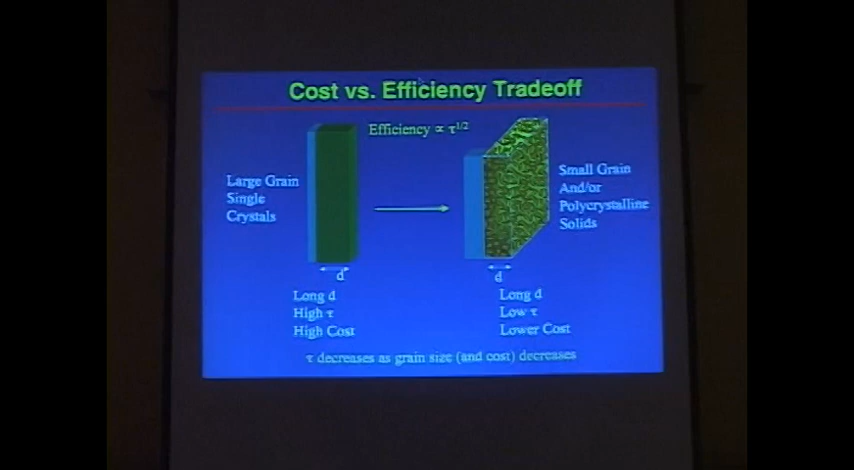 Cost vs. Efficiency Tradeoff
Efficiency ∝ τ^1/2
Large Grain
Single
Crystals
Small Grain
And/or
Polycrystalline
Solids
d
d
Long d
High τ
High Cost
Long d
Low τ
Lower Cost
τ decreases as grain size (and cost) decreases